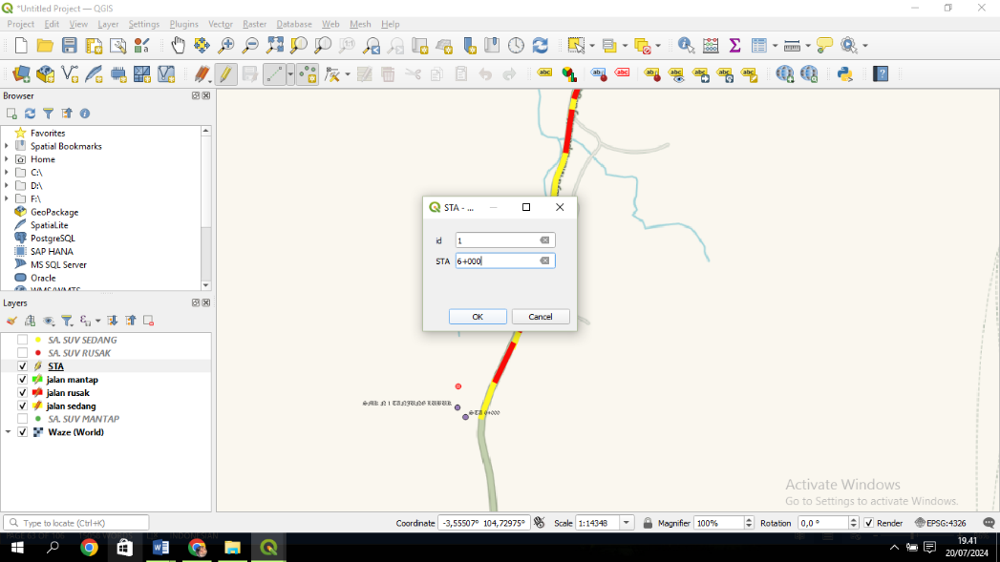 *Untitled Project — QGIS
Project Edit View Layer Settings Plugins Vector Raster Database Web Mesh Help
Browser
Favorites
Spatial Bookmarks
Home
C:\
D:\
F:\
GeoPackage
SpatiaLite
PostgreSQL
SAP HANA
MS SQL Server
Oracle
WMS/WMTS
Layers
SA. SUV SEDANG
SA. SUV RUSAK
STA
jalan mantap
jalan rusak
jalan sedang
SA. SUV MANTAP
Waze (World)
STA - ...
id 1
STA 6+000
OK Cancel
STA 6+000
Activate Windows
Go to Settings to activate Windows.
Type to locate (Ctrl+K)
Coordinate -3,55507° 104,72975° Scale 1:14348 Magnifier 100% Rotation 0,0 ° Render EPSG:4326
19.41
20/07/2024